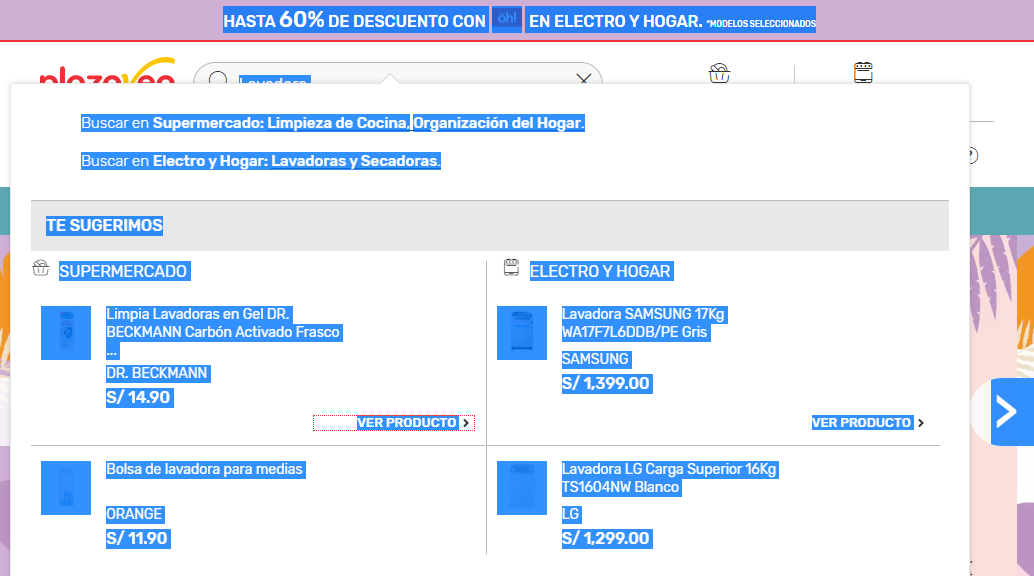 HASTA 60% DE DESCUENTO CON öh! EN ELECTRO Y HOGAR. *MODELOS SELECCIONADOS
plazaVea
Lavadora
Buscar en Supermercado: Limpieza de Cocina, Organización del Hogar.
Buscar en Electro y Hogar: Lavadoras y Secadoras.
TE SUGERIMOS
SUPERMERCADO
Limpia Lavadoras en Gel DR.
BECKMANN Carbón Activado Frasco
...
DR. BECKMANN
S/ 14.90
VER PRODUCTO >
Bolsa de lavadora para medias
ORANGE
S/ 11.90
ELECTRO Y HOGAR
Lavadora SAMSUNG 17Kg
WA17F7L6DDB/PE Gris
SAMSUNG
S/ 1,399.00
VER PRODUCTO >
Lavadora LG Carga Superior 16Kg
TS1604NW Blanco
LG
S/ 1,299.00